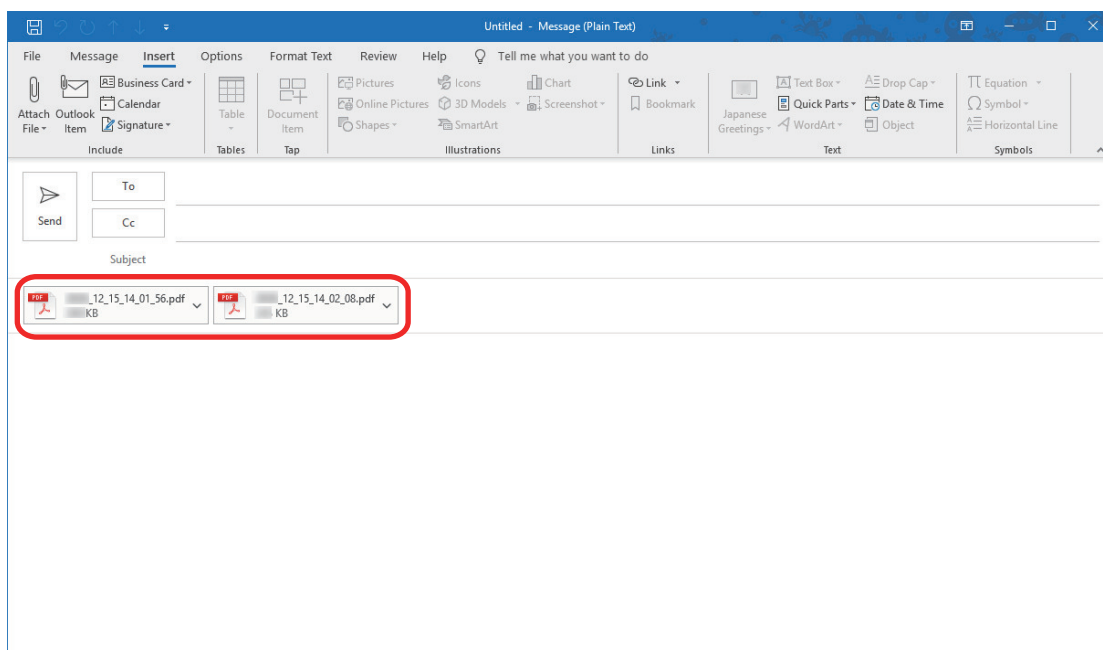 Untitled - Message (Plain Text)
File Message Insert Options Format Text Review Help Tell me what you want to do
Attach File
Outlook Item
Business Card
Calendar
Signature
Include
Table
Tables
Document Item
Tap
Pictures
Online Pictures
Shapes
Icons
3D Models
SmartArt
Chart
Screenshot
Illustrations
Link
Bookmark
Links
Japanese Greetings
Text Box
Quick Parts
WordArt
Drop Cap
Date & Time
Object
Text
Equation
Symbol
Horizontal Line
Symbols
Send
To
Cc
Subject
PDF
_12_15_14_01_56.pdf
KB
PDF
_12_15_14_02_08.pdf
KB